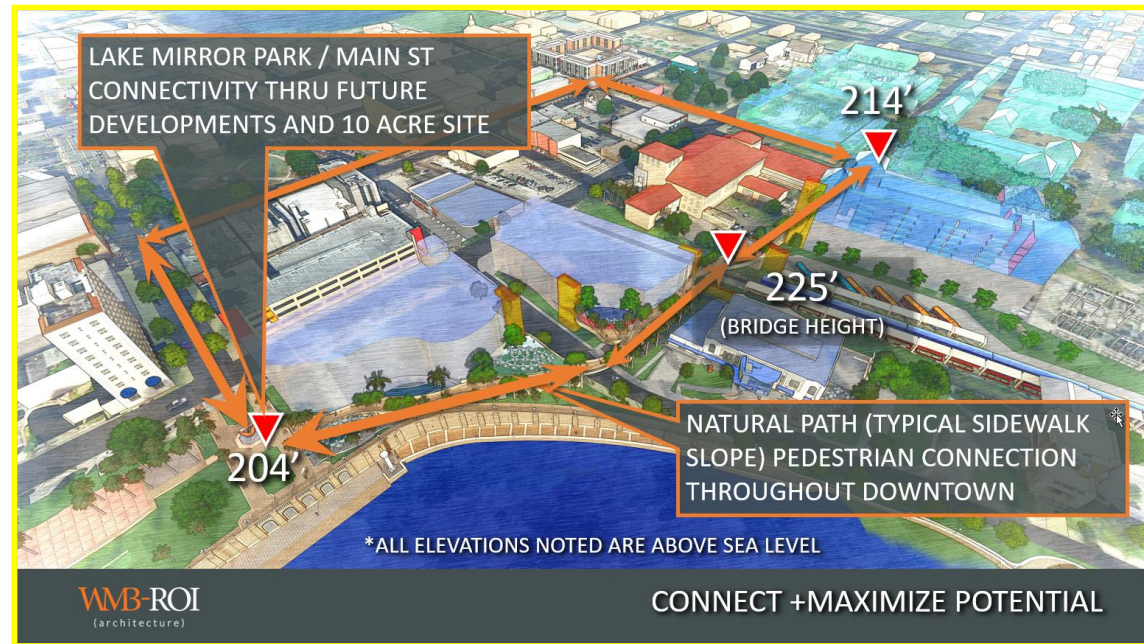 LAKE MIRROR PARK / MAIN ST
CONNECTIVITY THRU FUTURE
DEVELOPMENTS AND 10 ACRE SITE
214’
225’
(BRIDGE HEIGHT)
204’
NATURAL PATH (TYPICAL SIDEWALK
SLOPE) PEDESTRIAN CONNECTION
THROUGHOUT DOWNTOWN
*ALL ELEVATIONS NOTED ARE ABOVE SEA LEVEL
WMB-ROI
(architecture)
CONNECT +MAXIMIZE POTENTIAL